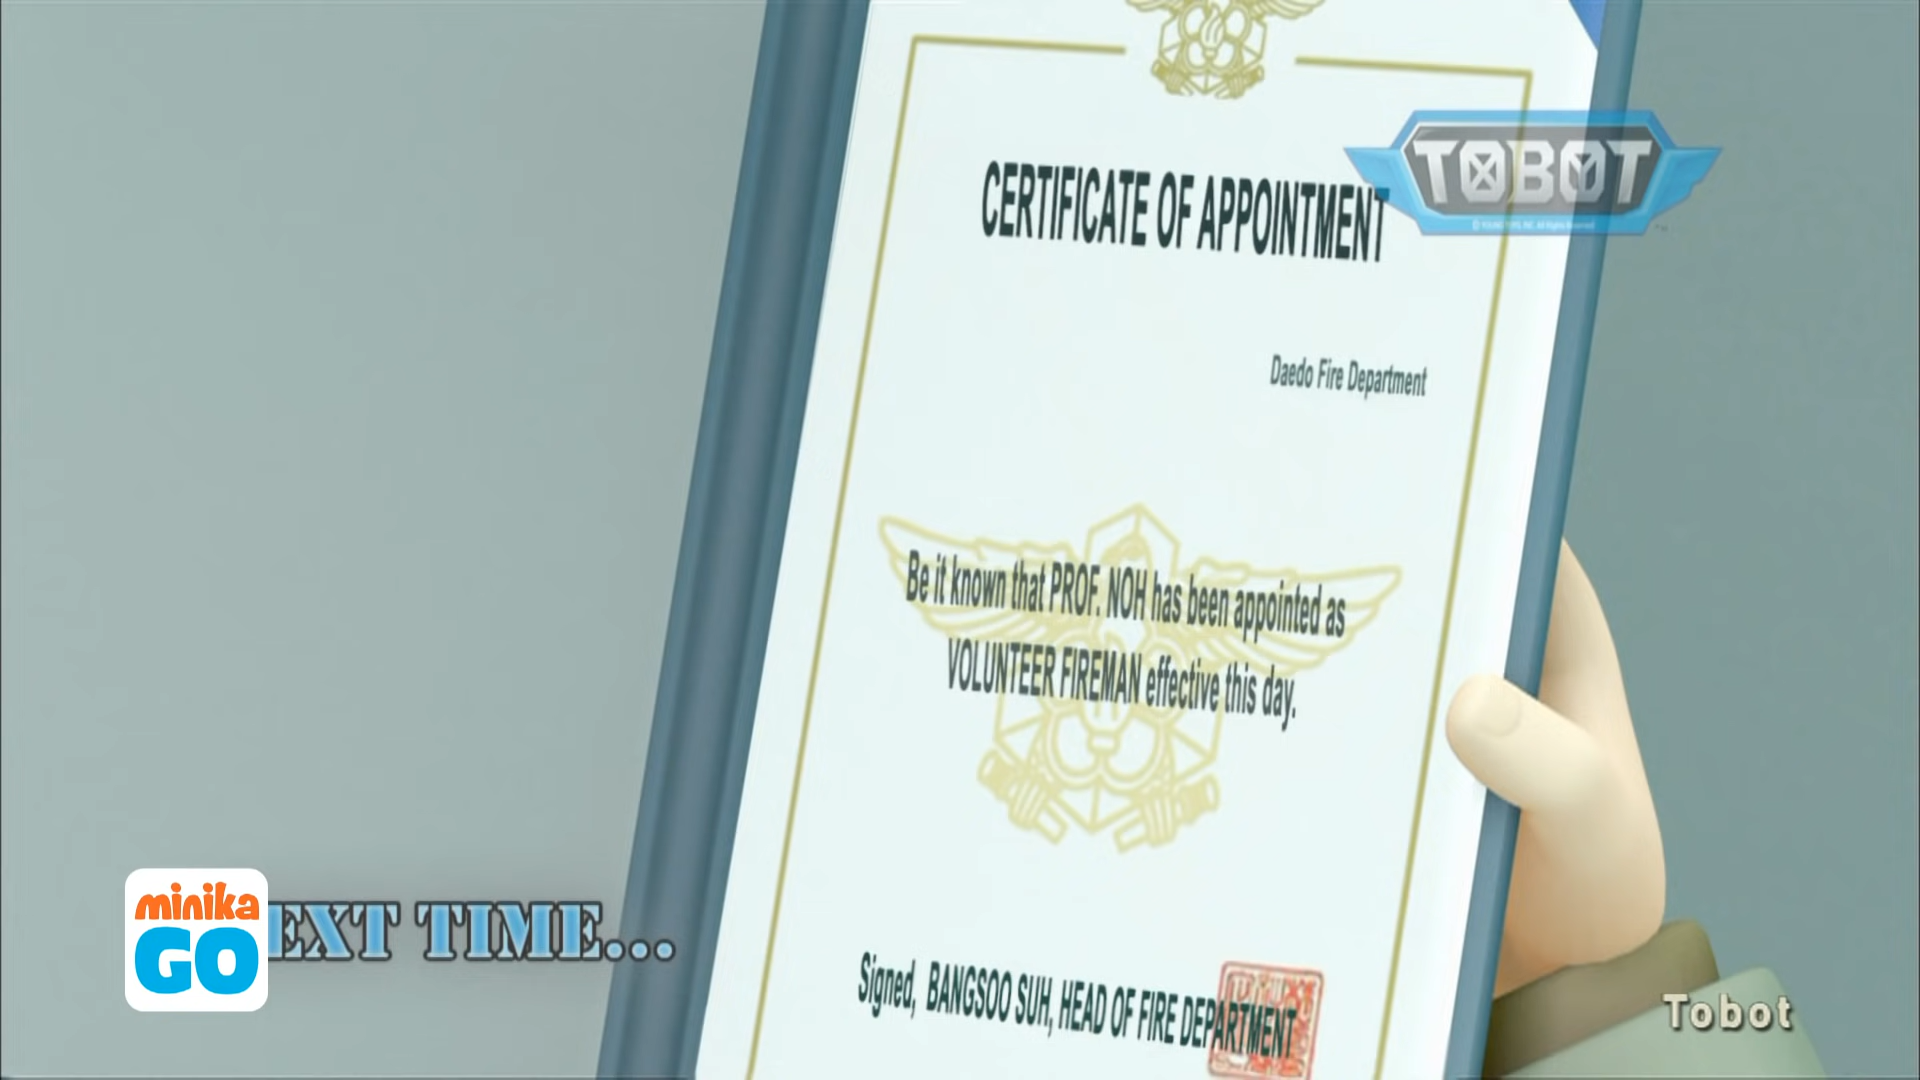 TOBOT
CERTIFICATE OF APPOINTMENT
Daedo Fire Department
Be it known that PROF. NOH has been appointed as
VOLUNTEER FIREMAN effective this day.
Signed, BANGSOO SUH, HEAD OF FIRE DEPARTMENT
minika
GO
EXT TIME...
Tobot